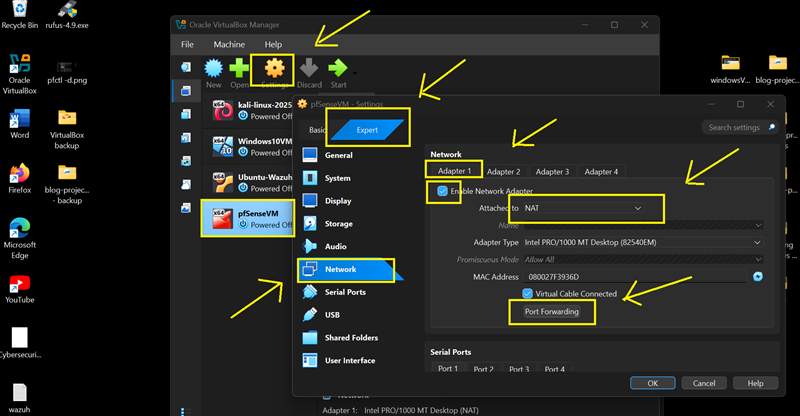 Recycle Bin
rufus-4.9.exe
Oracle
VirtualBox
pfctl -d.png
Word
VirtualBox
backup
Firefox
blog-projec...
- backup
Microsoft
Edge
YouTube
Cybersecuri...
wazuh
Oracle VirtualBox Manager
File
Machine
Help
New
Open
Settings
Discard
Start
x64
kali-linux-2025
Powered Off
x64
10
Windows10VM
Powered Off
x64
Ubuntu-Wazuh
Powered Off
x64
pfSenseVM
Powered Off
Network
Adapter 1: Intel PRO/1000 MT Desktop (NAT)
pfSenseVM - Settings
Basic
Expert
Search settings
General
System
Display
Storage
Audio
Network
Serial Ports
USB
Shared Folders
User Interface
Network
Adapter 1
Adapter 2
Adapter 3
Adapter 4
Enable Network Adapter
Attached to
NAT
Name
Adapter Type
Intel PRO/1000 MT Desktop (82540EM)
Promiscuous Mode
Allow All
MAC Address
080027F3936D
Virtual Cable Connected
Port Forwarding
Serial Ports
Port 1
Port 2
Port 3
Port 4
OK
Cancel
Help
windowsV...
blog-projec...